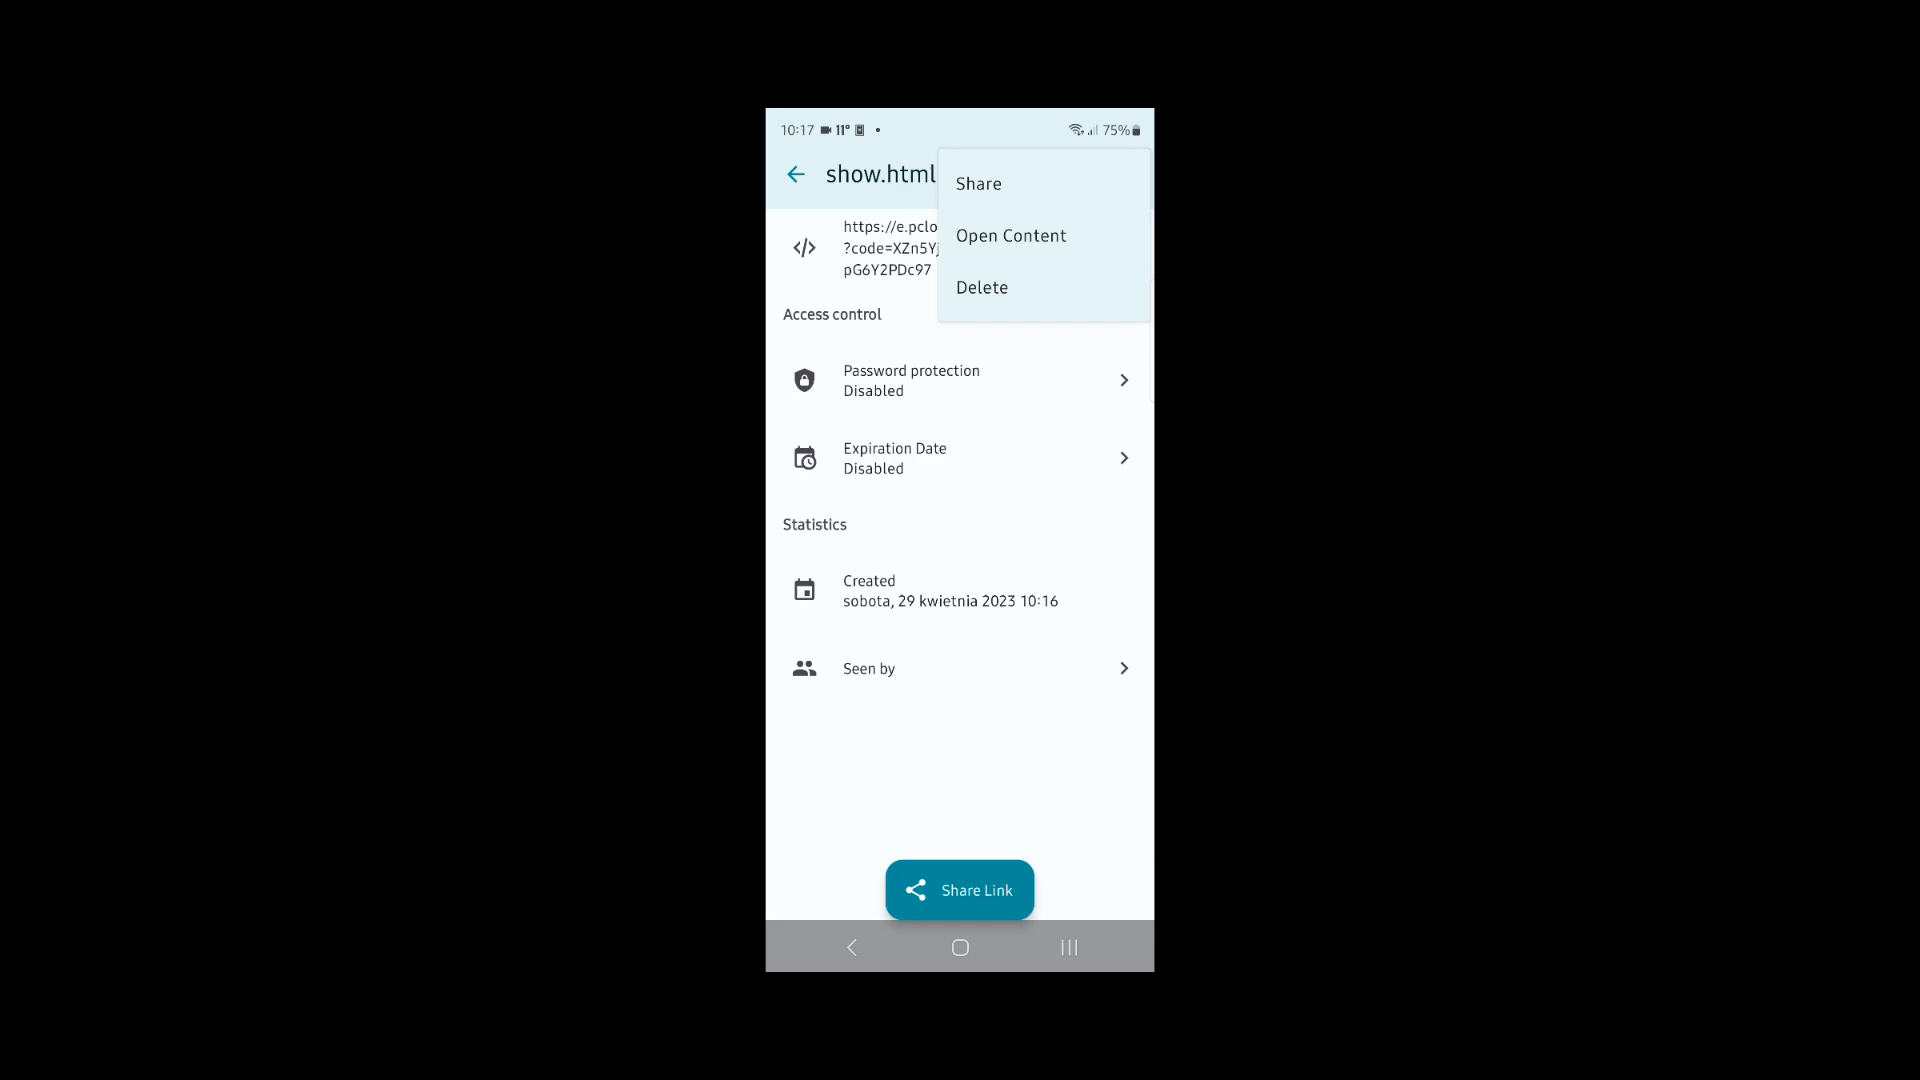 10:17 11° 75%
show.html
Share
Open Content
Delete
https://e.pclo
?code=XZn5Y
pG6Y2PDc97
Access control
Password protection
Disabled
Expiration Date
Disabled
Statistics
Created
sobota, 29 kwietnia 2023 10:16
Seen by
Share Link